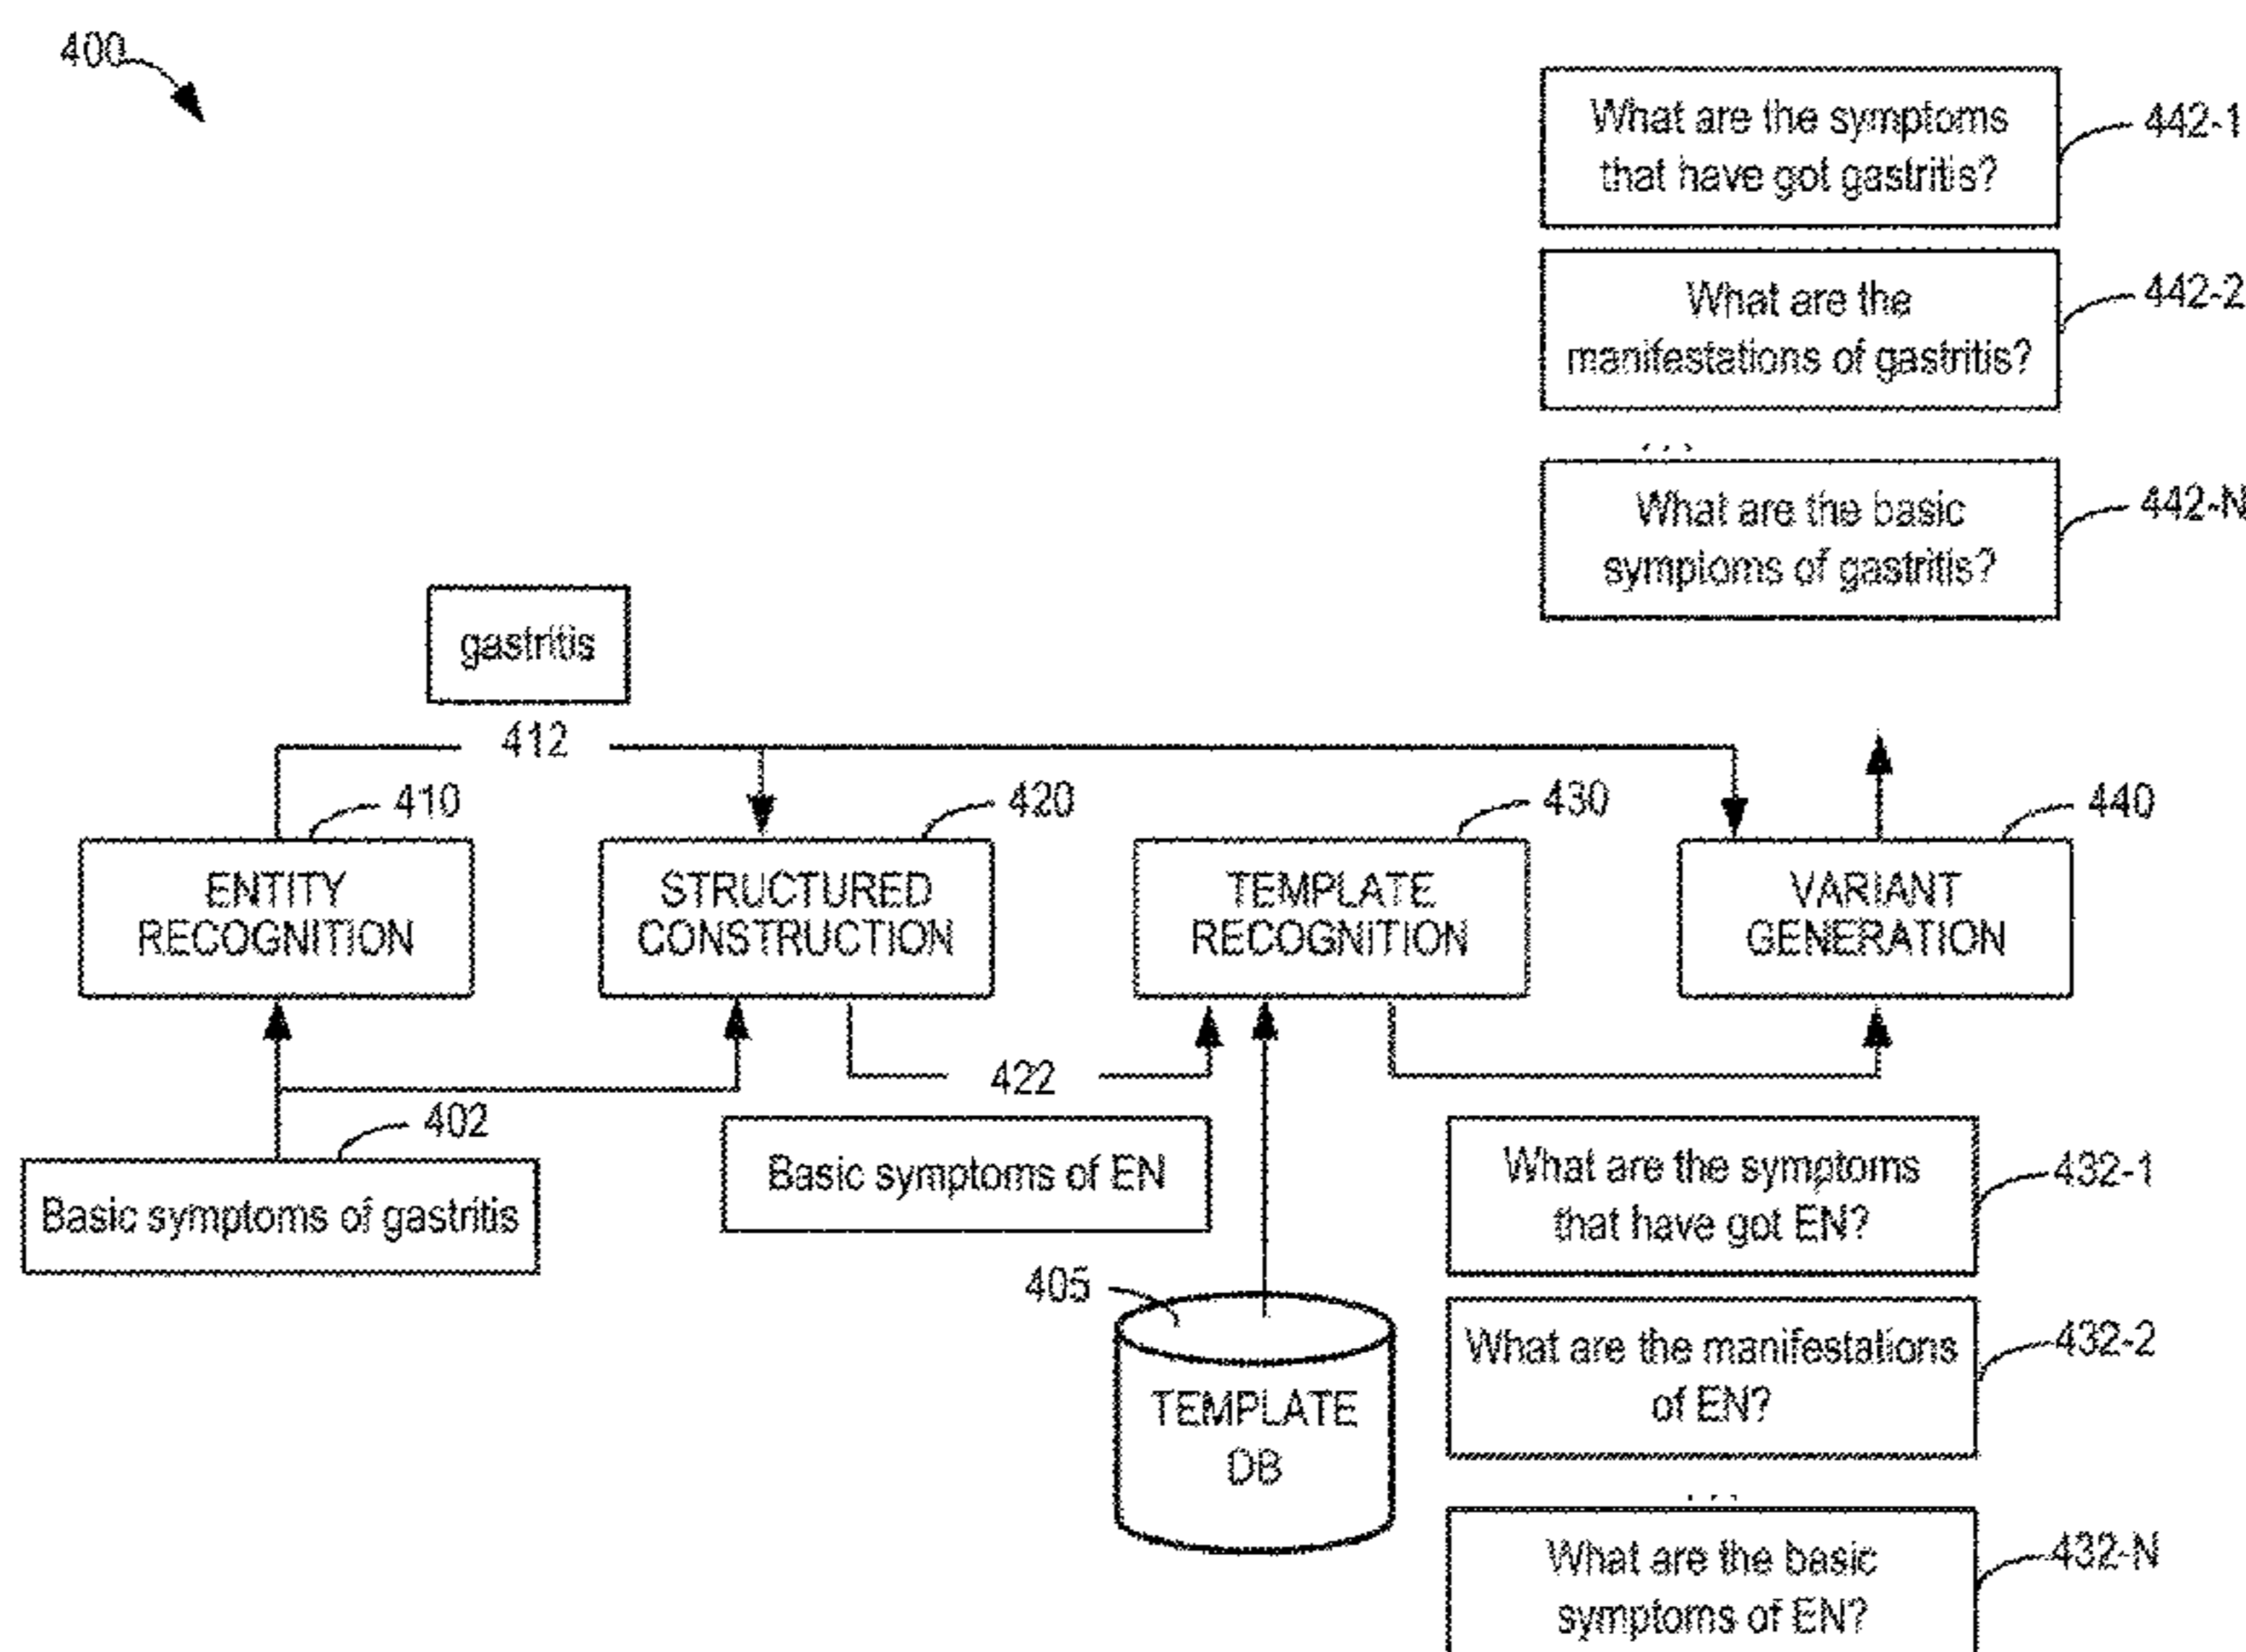 400
What are the symptoms
that have got gastritis?
442-1
What are the
manifestations of gastritis?
442-2
...
What are the basic
symptoms of gastritis?
442-N
gastritis
412
410
420
430
440
ENTITY
RECOGNITION
STRUCTURED
CONSTRUCTION
TEMPLATE
RECOGNITION
VARIANT
GENERATION
422
402
Basic symptoms of gastritis
Basic symptoms of EN
What are the symptoms
that have got EN?
432-1
405
TEMPLATE
DB
What are the manifestations
of EN?
432-2
...
What are the basic
symptoms of EN?
432-N